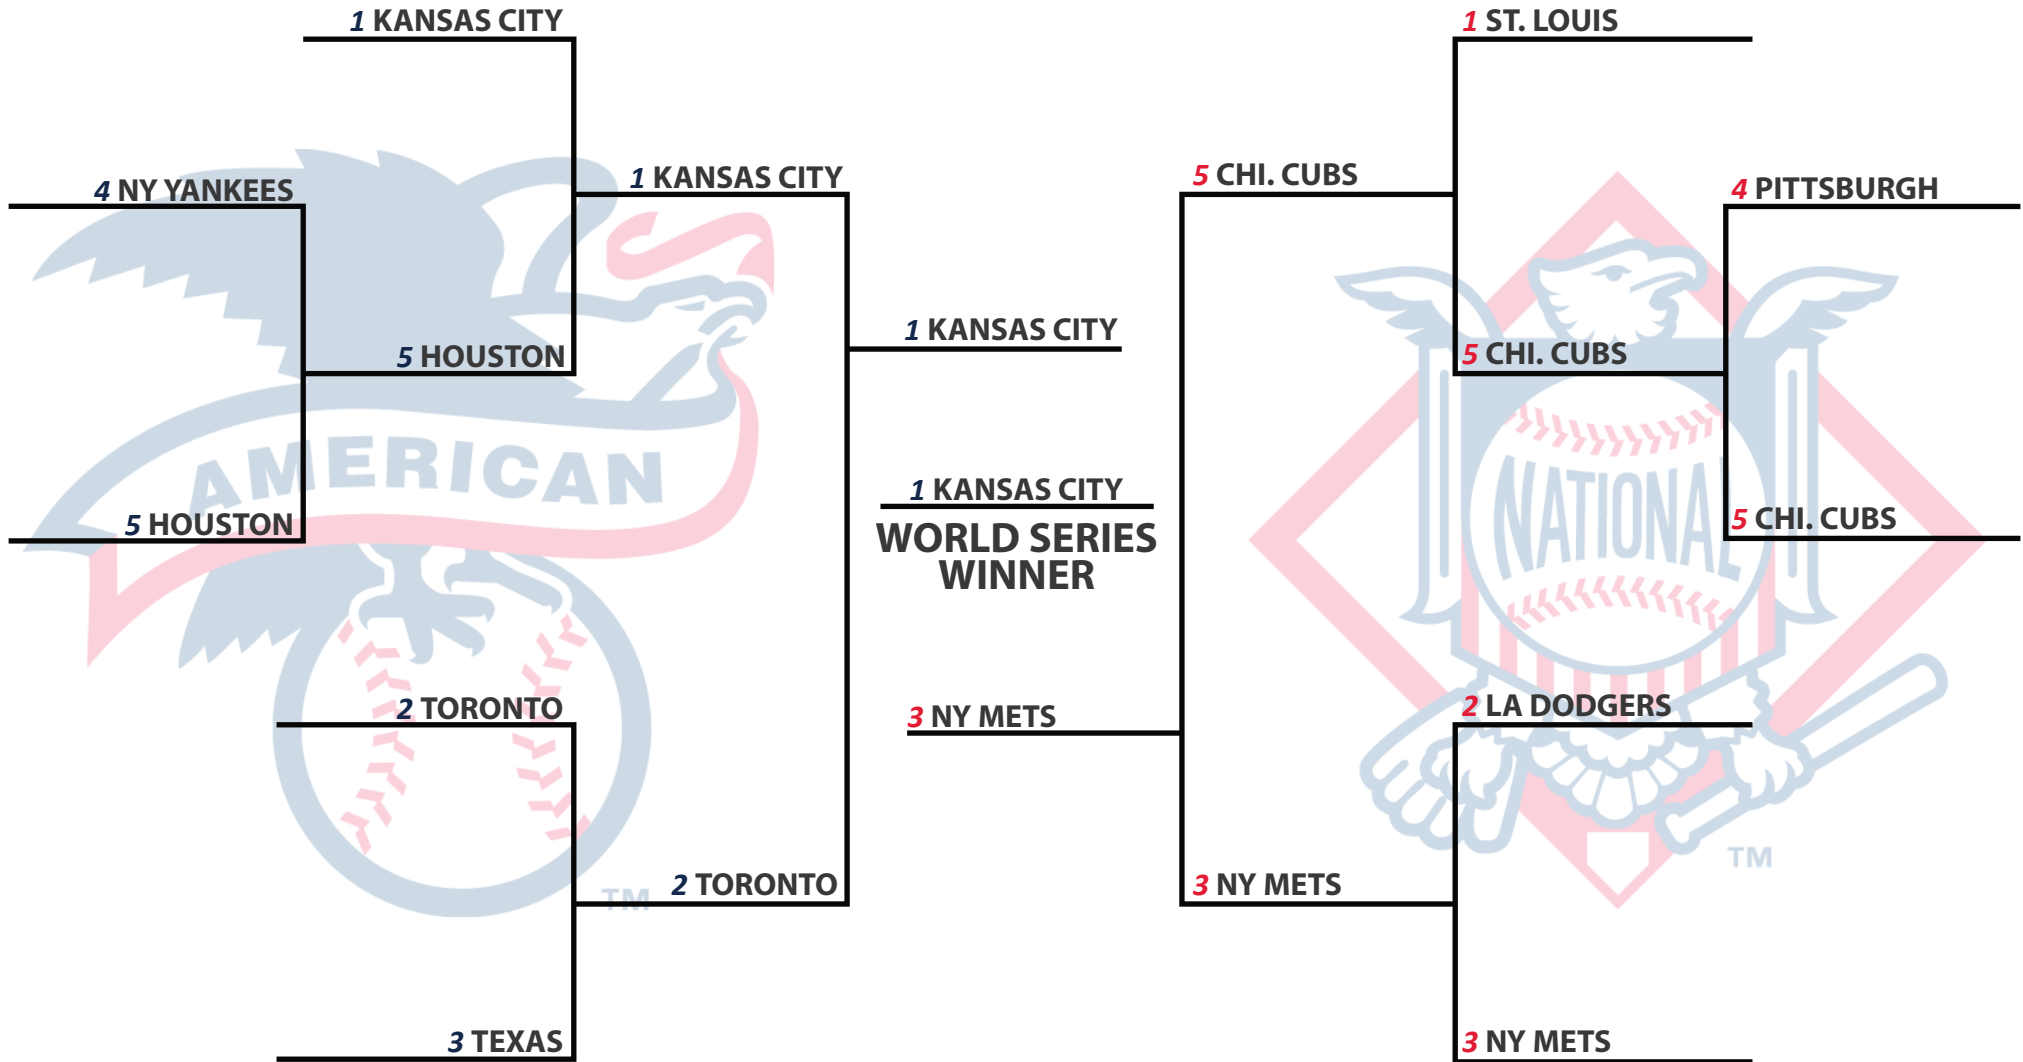 1 KANSAS CITY
4 NY YANKEES
1 KANSAS CITY
5 HOUSTON
5 HOUSTON
AMERICAN
2 TORONTO
2 TORONTO
TM
3 TEXAS
1 KANSAS CITY
1 KANSAS CITY
WORLD SERIES
WINNER
3 NY METS
1 ST. LOUIS
5 CHI. CUBS
4 PITTSBURGH
5 CHI. CUBS
NATIONAL
5 CHI. CUBS
2 LA DODGERS
TM
3 NY METS
3 NY METS